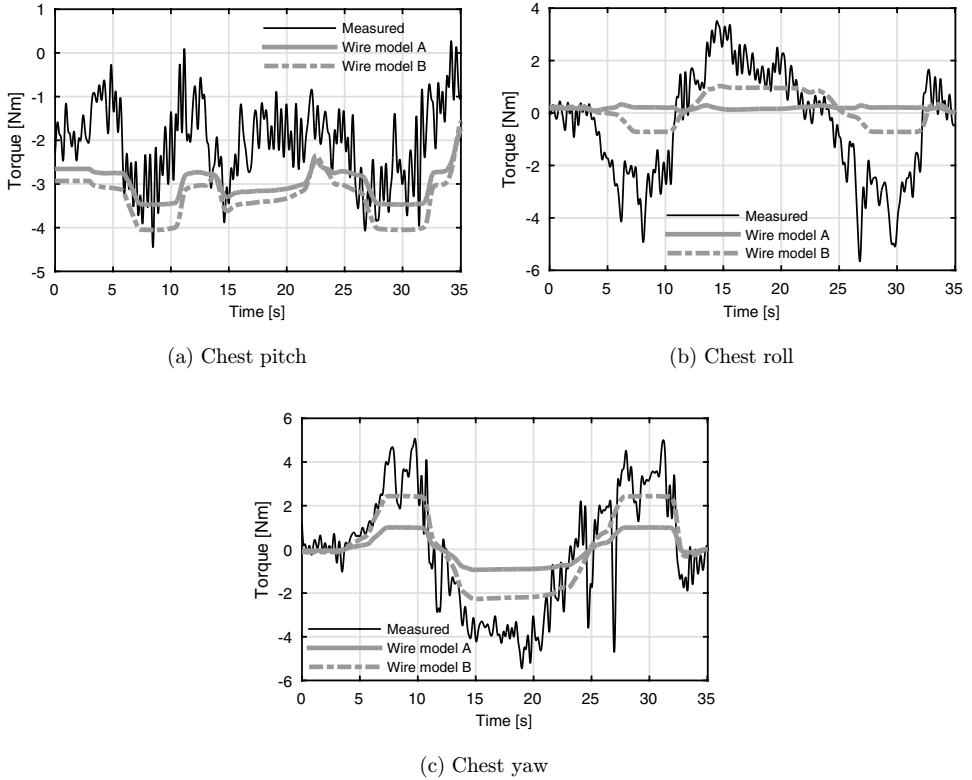 1
0
-1
-2
-3
-4
-5
Torque [Nm]
Measured
Wire model A
Wire model B
0 5 10 15 20 25 30 35
Time [s]
(a) Chest pitch
4
2
0
-2
-4
-6
Torque [Nm]
Measured
Wire model A
Wire model B
0 5 10 15 20 25 30 35
Time [s]
(b) Chest roll
6
4
2
0
-2
-4
-6
Torque [Nm]
Measured
Wire model A
Wire model B
0 5 10 15 20 25 30 35
Time [s]
(c) Chest yaw